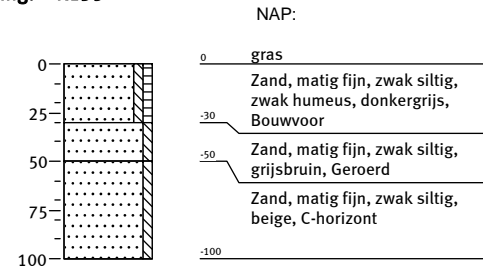 NAP:
0 gras
Zand, matig fijn, zwak siltig,
zwak humeus, donkergrijs,
-30 Bouwvoor
Zand, matig fijn, zwak siltig,
-50 grijsbruin, Geroerd
Zand, matig fijn, zwak siltig,
beige, C-horizont
-100
0
25
50
75
100